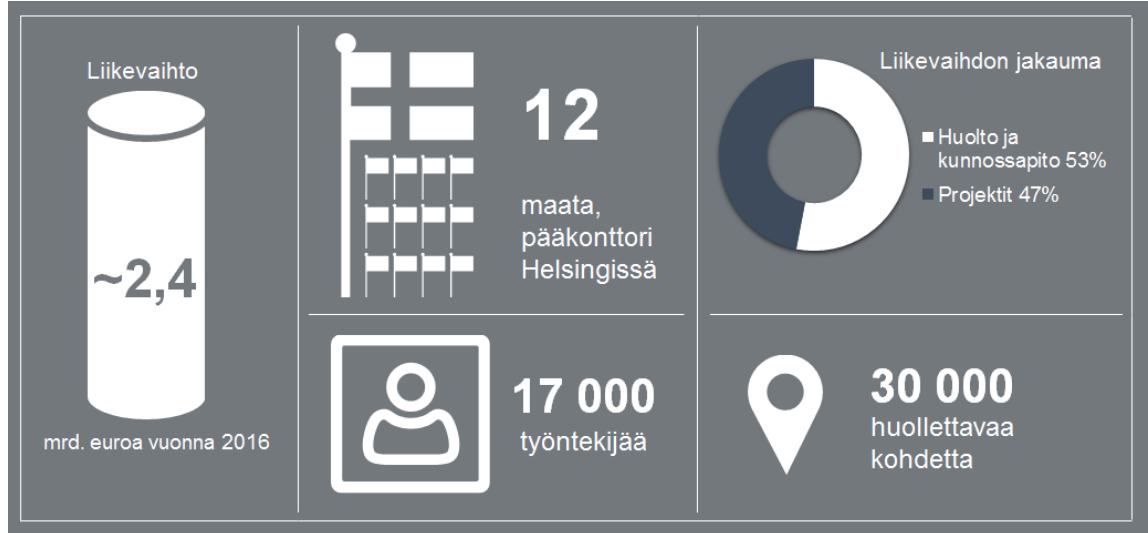 Liikevaihto
~2,4
mrd. euroa vuonna 2016
12
maata,
pääkonttori
Helsingissä
17 000
työntekijää
Liikevaihdon jakauma
Huolto ja
kunnossapito 53%
Projektit 47%
30 000
huollettavaa
kohdetta